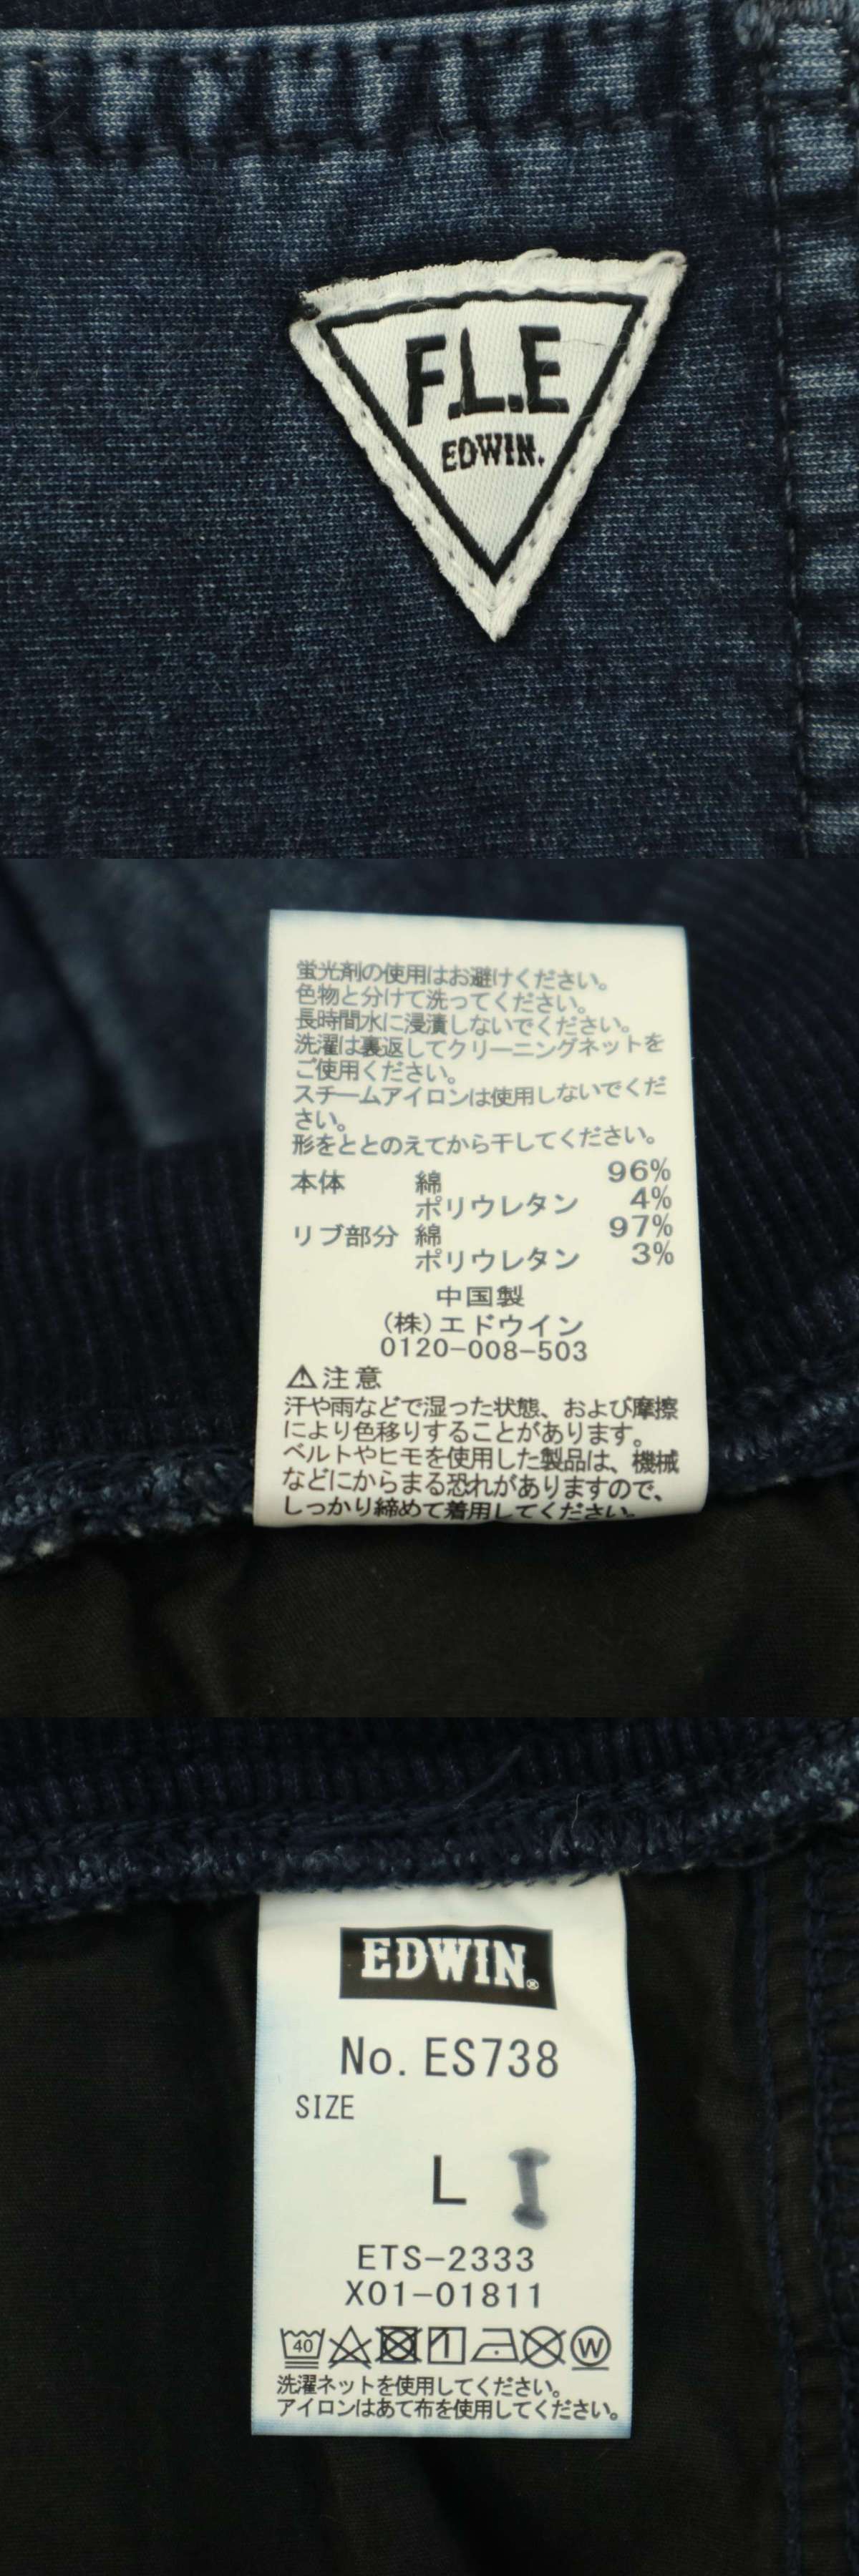 F.L.E
EDWIN.
蛍光剤の使用はお避けください。
色物と分けて洗ってください。
長時間水に浸漬しないでください。
洗濯は裏返してクリーニングネットを
ご使用ください。
スチームアイロンは使用しないでくだ
さい。
形をととのえてから干してください。
本体 綿 96%
ポリウレタン 4%
リブ部分 綿 97%
ポリウレタン 3%
中国製
(株)エドウイン
0120-008-503
⚠注意
汗や雨などで湿った状態、および摩擦
により色移りすることがあります。
ベルトやヒモを使用した製品は、機械
などにからまる恐れがありますので、
しっかり締めて着用してください。
EDWIN®
No. ES738
SIZE
L I
ETS-2333
X01-01811
40 W
洗濯ネットを使用してください。
アイロンはあて布を使用してください。